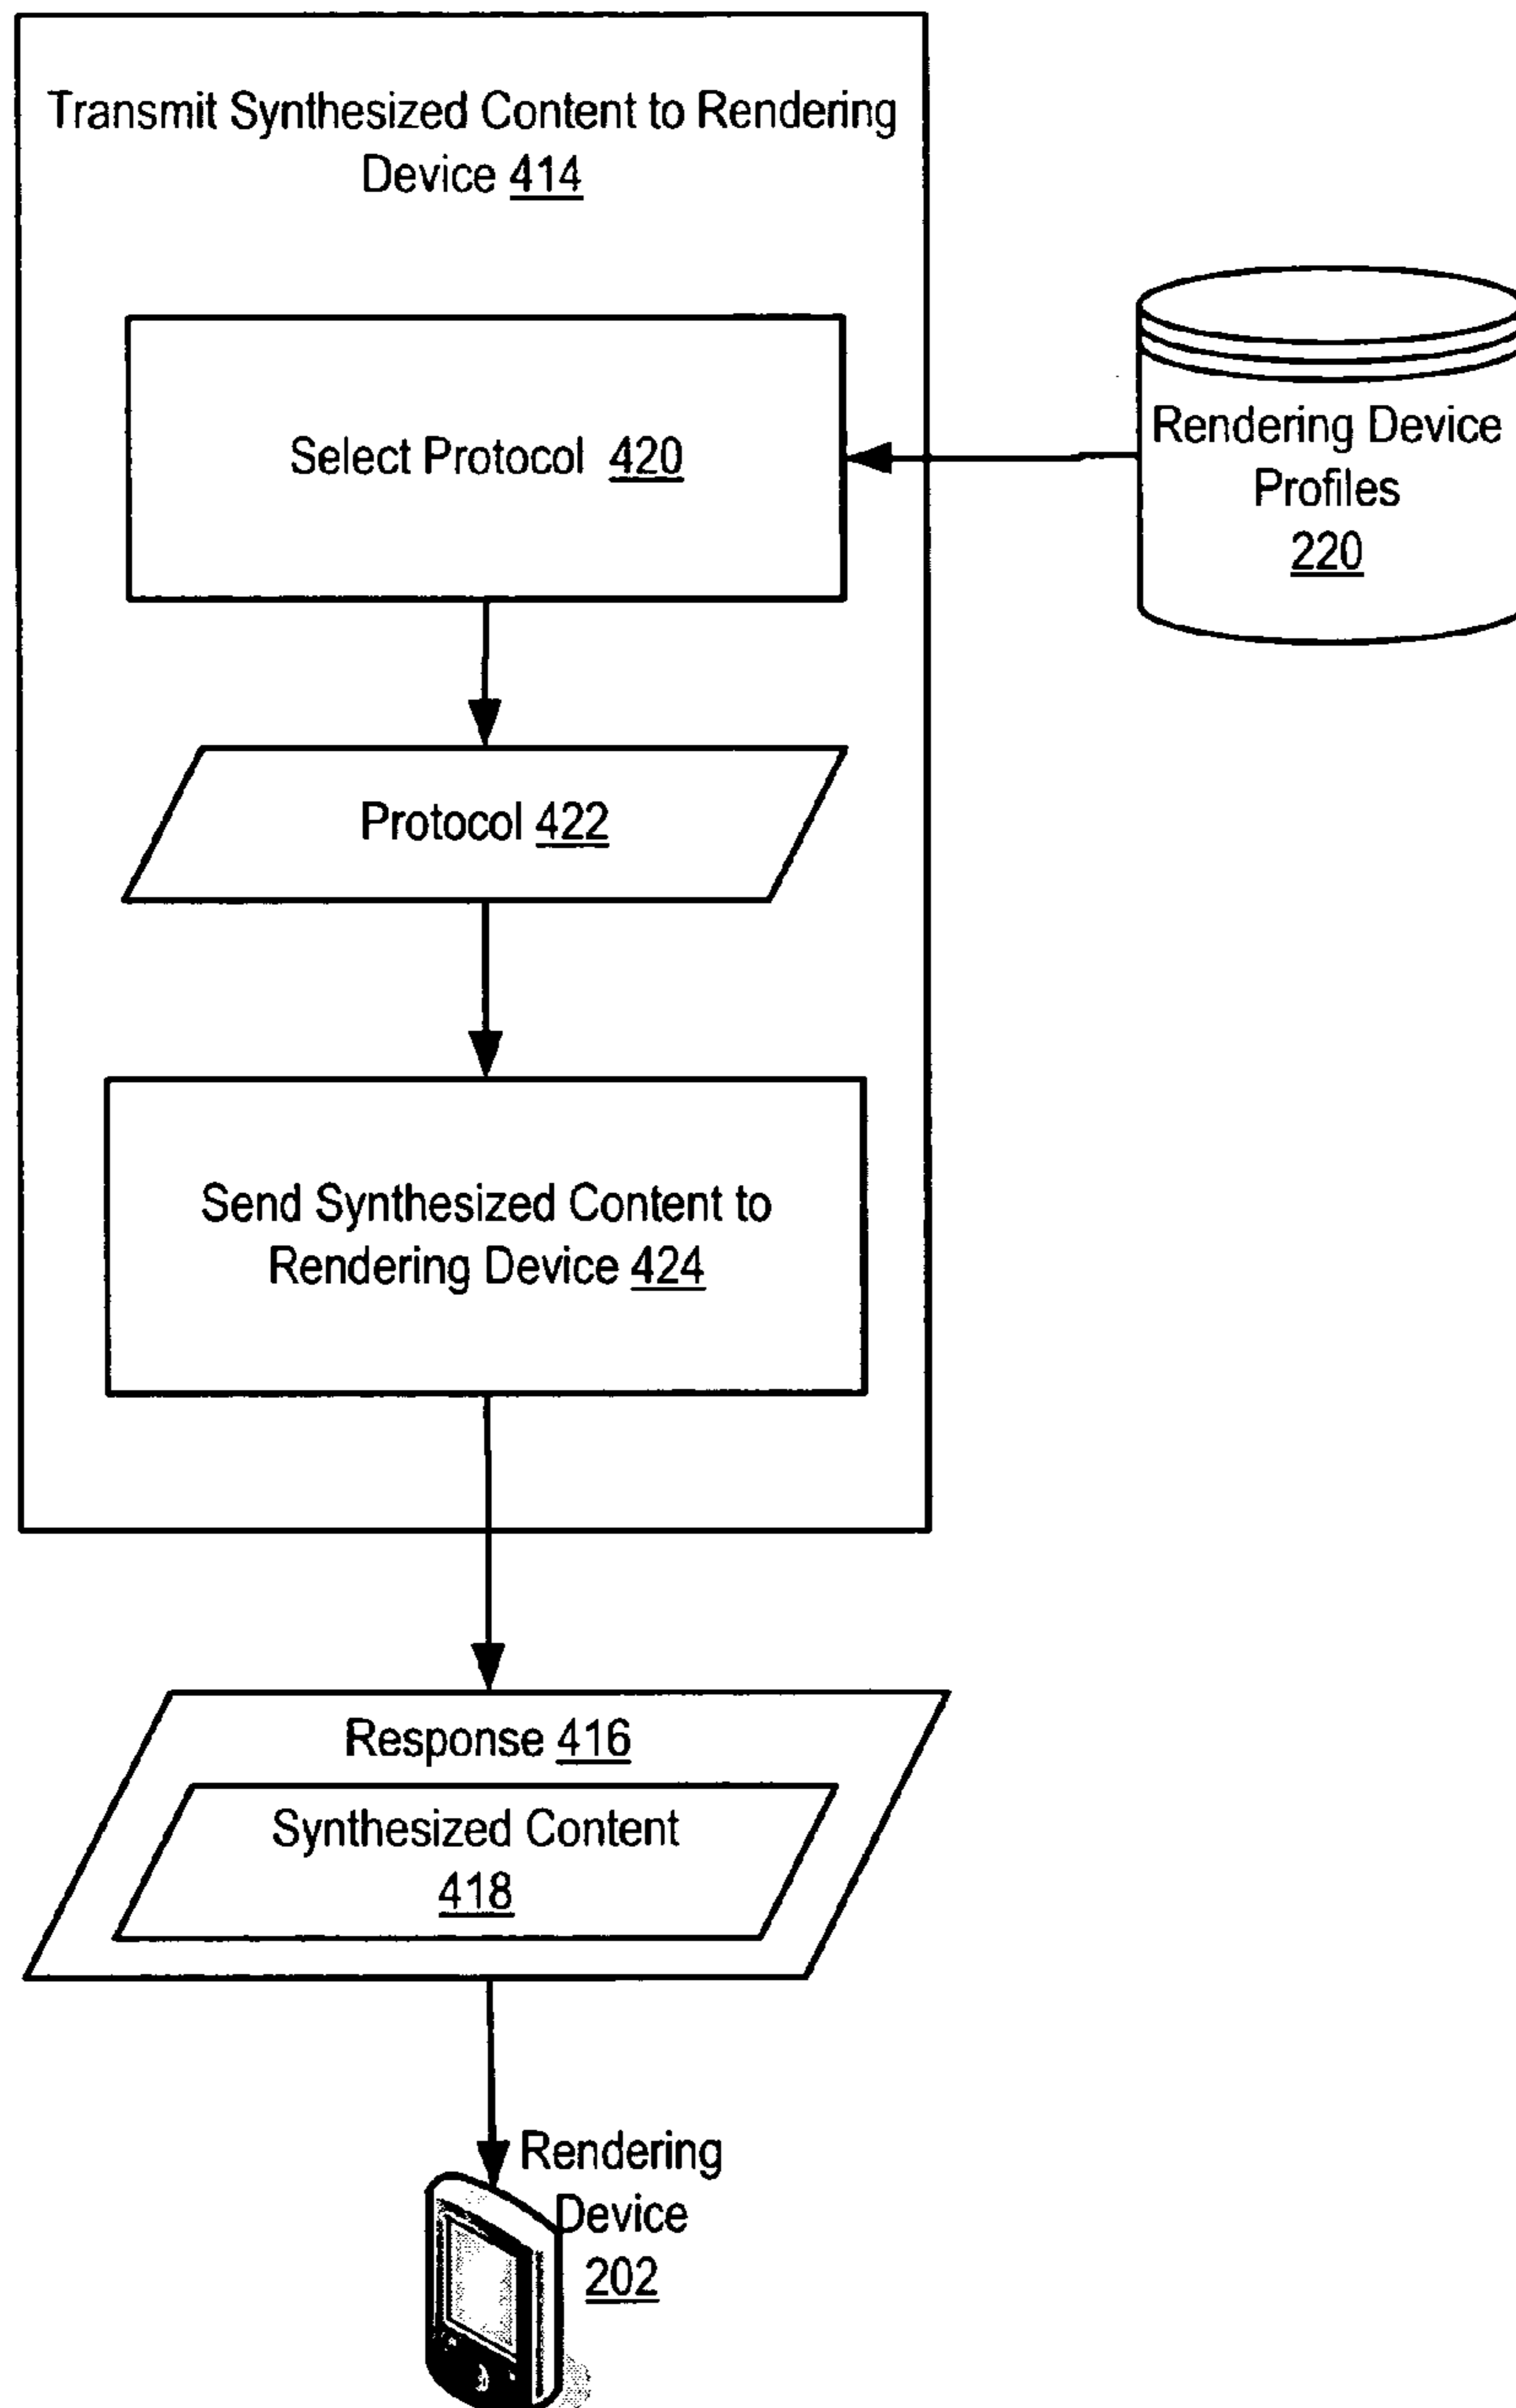 Transmit Synthesized Content to Rendering
Device 414
Select Protocol 420
Rendering Device
Profiles
220
Protocol 422
Send Synthesized Content to
Rendering Device 424
Response 416
Synthesized Content
418
Rendering
Device
202